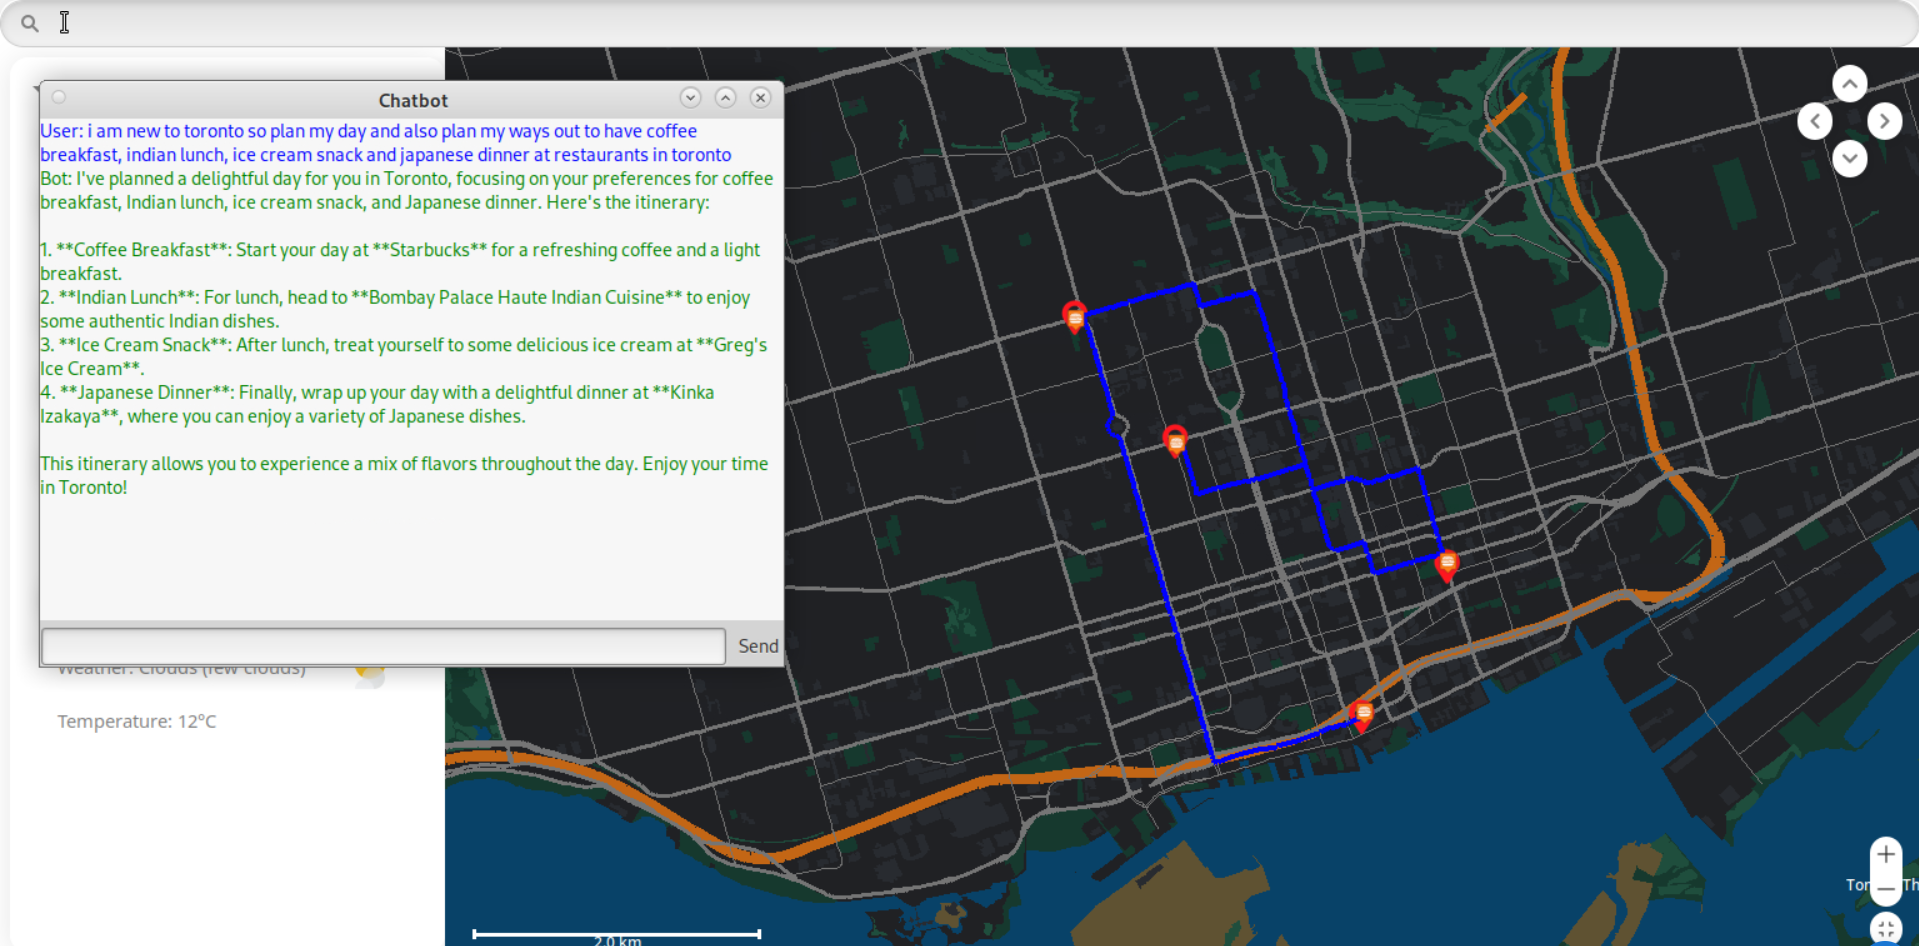 Chatbot
User: i am new to toronto so plan my day and also plan my ways out to have coffee
breakfast, indian lunch, ice cream snack and japanese dinner at restaurants in toronto
Bot: I've planned a delightful day for you in Toronto, focusing on your preferences for coffee
breakfast, Indian lunch, ice cream snack, and Japanese dinner. Here's the itinerary:
1. **Coffee Breakfast**: Start your day at **Starbucks** for a refreshing coffee and a light
breakfast.
2. **Indian Lunch**: For lunch, head to **Bombay Palace Haute Indian Cuisine** to enjoy
some authentic Indian dishes.
3. **Ice Cream Snack**: After lunch, treat yourself to some delicious ice cream at **Greg's
Ice Cream**.
4. **Japanese Dinner**: Finally, wrap up your day with a delightful dinner at **Kinka
Izakaya**, where you can enjoy a variety of Japanese dishes.
This itinerary allows you to experience a mix of flavors throughout the day. Enjoy your time
in Toronto!
Send
Weather: Clouds (few clouds)
Temperature: 12°C
2.0 km